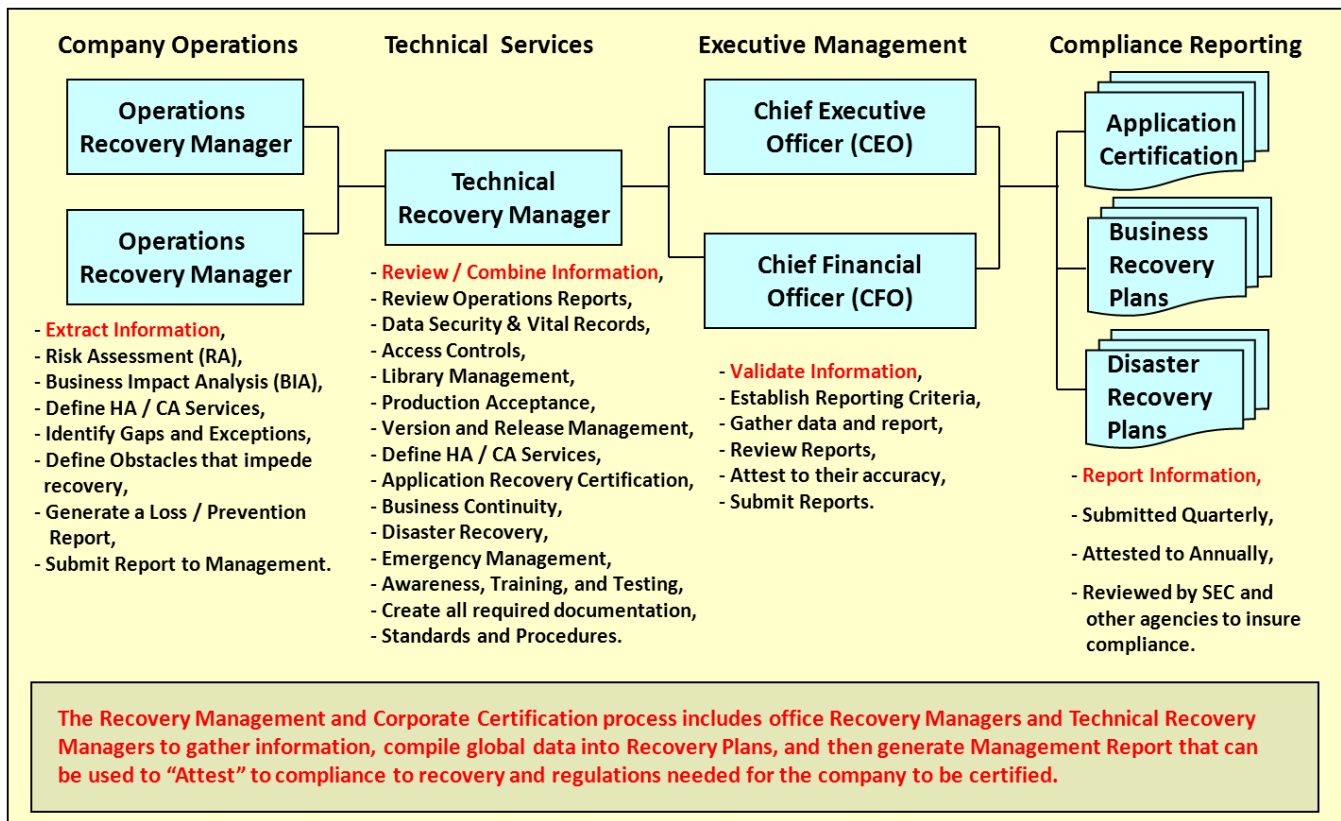 Company Operations
Technical Services
Executive Management
Compliance Reporting
Operations
Recovery Manager
Operations
Recovery Manager
- Extract Information,
- Risk Assessment (RA),
- Business Impact Analysis (BIA),
- Define HA / CA Services,
- Identify Gaps and Exceptions,
- Define Obstacles that impede
recovery,
- Generate a Loss / Prevention
Report,
- Submit Report to Management.
Technical
Recovery Manager
- Review / Combine Information,
- Review Operations Reports,
- Data Security & Vital Records,
- Access Controls,
- Library Management,
- Production Acceptance,
- Version and Release Management,
- Define HA / CA Services,
- Application Recovery Certification,
- Business Continuity,
- Disaster Recovery,
- Emergency Management,
- Awareness, Training, and Testing,
- Create all required documentation,
- Standards and Procedures.
Chief Executive
Officer (CEO)
Chief Financial
Officer (CFO)
- Validate Information,
- Establish Reporting Criteria,
- Gather data and report,
- Review Reports,
- Attest to their accuracy,
- Submit Reports.
Application
Certification
Business
Recovery
Plans
Disaster
Recovery
Plans
- Report Information,
- Submitted Quarterly,
- Attested to Annually,
- Reviewed by SEC and
other agencies to insure
compliance.
The Recovery Management and Corporate Certification process includes office Recovery Managers and Technical Recovery
Managers to gather information, compile global data into Recovery Plans, and then generate Management Report that can
be used to “Attest” to compliance to recovery and regulations needed for the company to be certified.